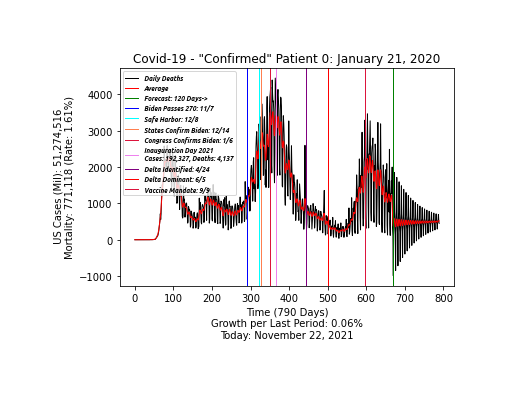 Covid-19 - "Confirmed" Patient 0: January 21, 2020
US Cases (Mil): 51,274,516
Mortality: 771,118 (Rate: 1.61%)
4000
3000
2000
1000
0
−1000
Daily Deaths
Average
Forecast: 120 Days->
Biden Passes 270: 11/7
Safe Harbor: 12/8
States Confirm Biden: 12/14
Congress Confirms Biden: 1/6
Inauguration Day 2021
Cases: 192,327, Deaths: 4,137
Delta Identified: 4/24
Delta Dominant: 6/5
Vaccine Mandate: 9/9
0 100 200 300 400 500 600 700 800
Time (790 Days)
Growth per Last Period: 0.06%
Today: November 22, 2021